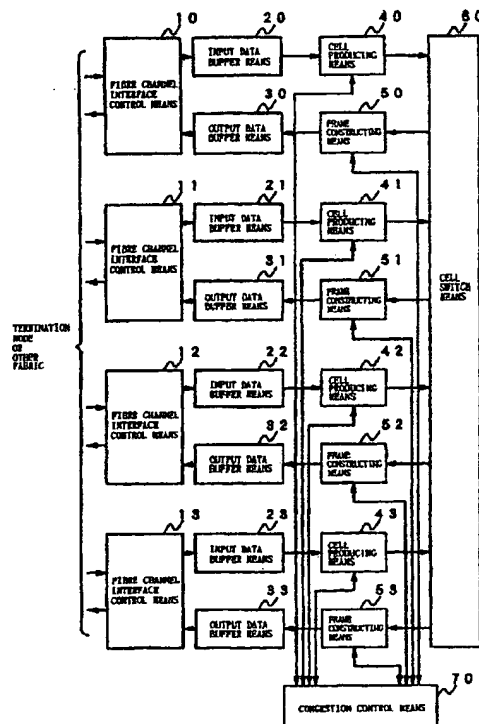 10
20
40
60
INPUT DATA
BUFFER MEANS
CELL
PRODUCING
MEANS
FIBRE CHANNEL
INTERFACE
CONTROL MEANS
30
50
OUTPUT DATA
BUFFER MEANS
FRAME
CONSTRUCTING
MEANS
11
21
41
INPUT DATA
BUFFER MEANS
CELL
PRODUCING
MEANS
FIBRE CHANNEL
INTERFACE
CONTROL MEANS
31
51
OUTPUT DATA
BUFFER MEANS
FRAME
CONSTRUCTING
MEANS
CELL
SWITCH
MEANS
TERMINATION
NODE
OR
OTHER
FABRIC
12
22
42
INPUT DATA
BUFFER MEANS
CELL
PRODUCING
MEANS
FIBRE CHANNEL
INTERFACE
CONTROL MEANS
32
52
OUTPUT DATA
BUFFER MEANS
FRAME
CONSTRUCTING
MEANS
13
23
43
INPUT DATA
BUFFER MEANS
CELL
PRODUCING
MEANS
FIBRE CHANNEL
INTERFACE
CONTROL MEANS
33
53
OUTPUT DATA
BUFFER MEANS
FRAME
CONSTRUCTING
MEANS
70
CONGESTION CONTROL MEANS